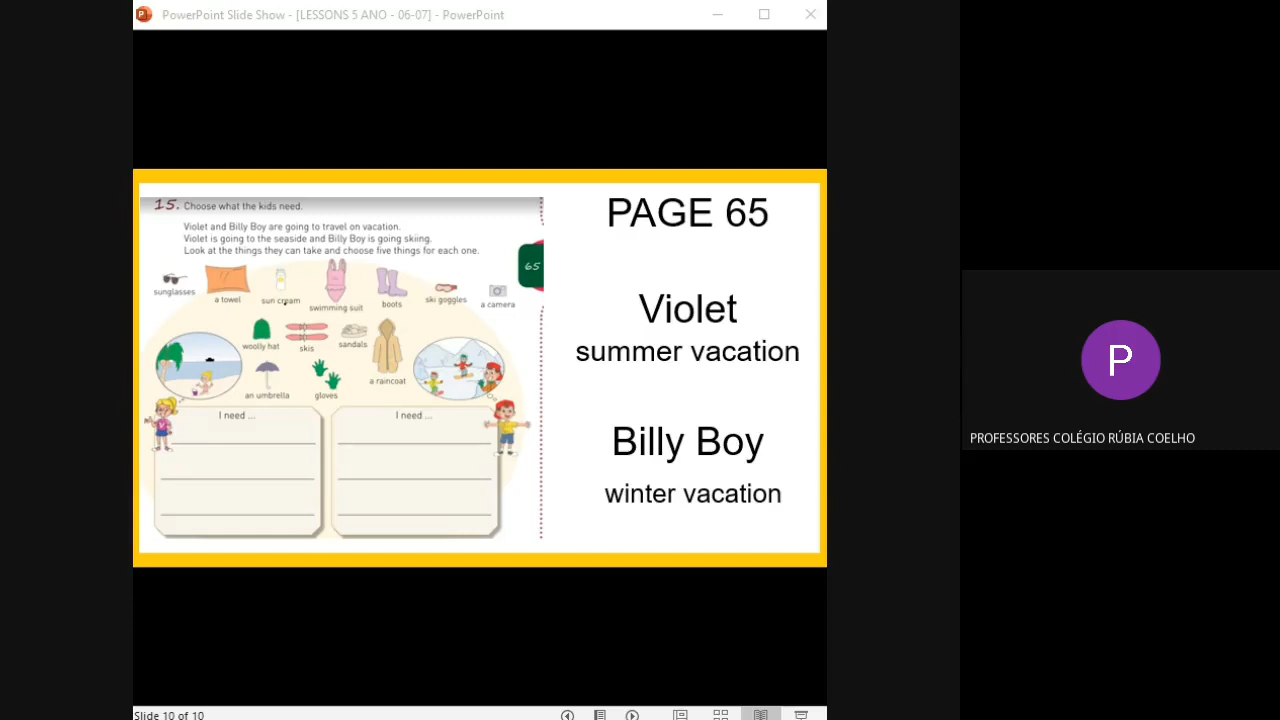 PowerPoint Slide Show - [LESSONS 5 ANO - 06-07] - PowerPoint
15. Choose what the kids need.
Violet and Billy Boy are going to travel on vacation.
Violet is going to the seaside and Billy Boy is going skiing.
Look at the things they can take and choose five things for each one.
65
sunglasses
a towel
sun cream
swimming suit
boots
ski goggles
a camera
woolly hat
skis
sandals
a raincoat
an umbrella
gloves
I need ...
I need ...
PAGE 65
Violet
summer vacation
Billy Boy
winter vacation
P
PROFESSORES COLÉGIO RÚBIA COELHO
Slide 10 of 10